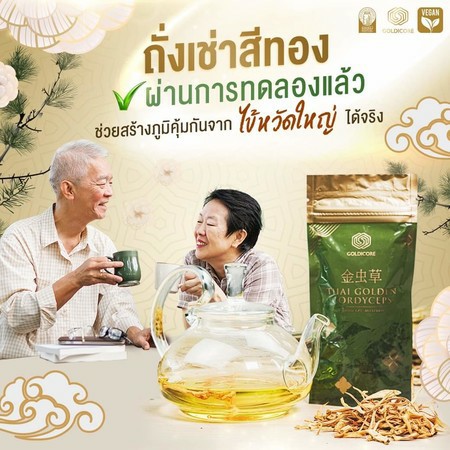 GOLDICORE
VEGAN
ถั่งเช่าสีทอง
ผ่านการทดลองแล้ว
ช่วยสร้างภูมิคุ้มกันจาก ไข้หวัดใหญ่ ได้จริง
GOLDICORE
金虫草
THAI GOLDEN
CORDYCEPS